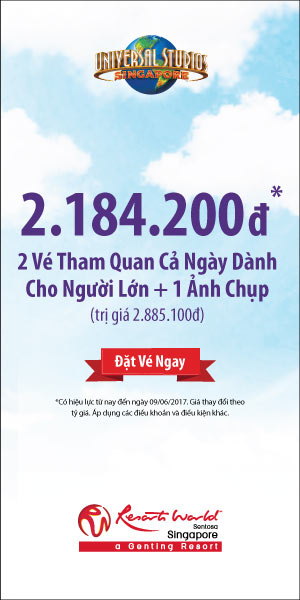 UNIVERSAL STUDIOS
SINGAPORE
2.184.200đ*
2 Vé Tham Quan Cả Ngày Dành
Cho Người Lớn + 1 Ảnh Chụp
(trị giá 2.885.100đ)
Đặt Vé Ngay
*Có hiệu lực từ nay đến ngày 09/06/2017. Giá thay đổi theo
tỷ giá. Áp dụng các điều khoản và điều kiện khác.
Resorts World
Sentosa
Singapore
a Genting Resort